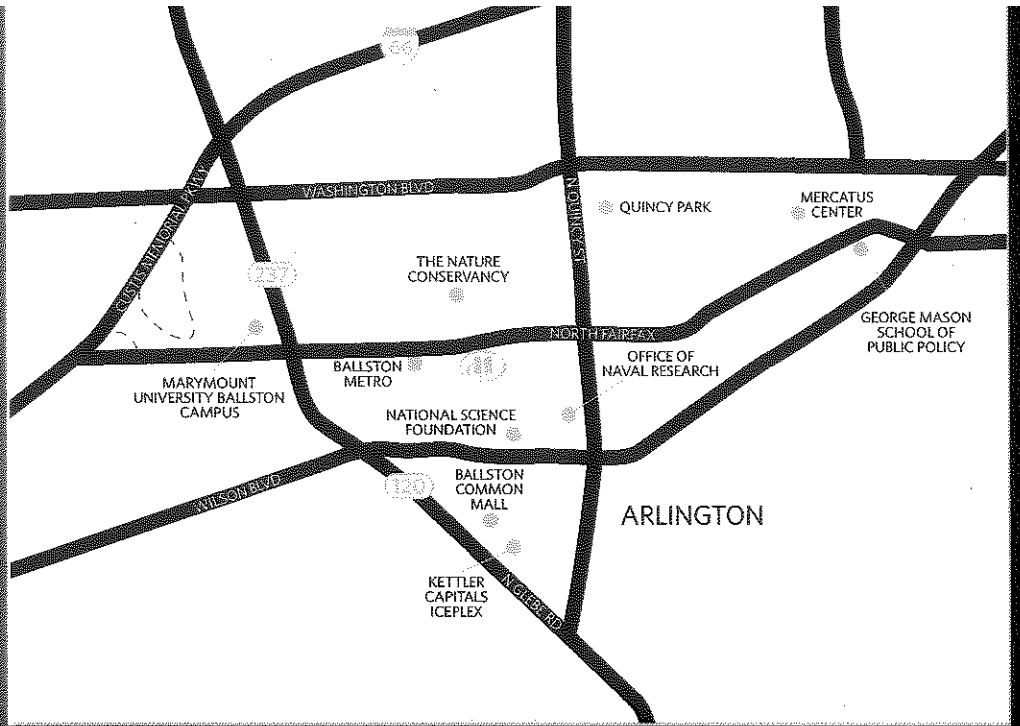 66
WASHINGTON BLVD
CUSTIS MEMORIAL PKWY
N QUINCY ST
QUINCY PARK
MERCATUS
CENTER
THE NATURE
CONSERVANCY
237
NORTH FAIRFAX
GEORGE MASON
SCHOOL OF
PUBLIC POLICY
OFFICE OF
NAVAL RESEARCH
BALLSTON
METRO
MARYMOUNT
UNIVERSITY BALLSTON
CAMPUS
NATIONAL SCIENCE
FOUNDATION
WILSON BLVD
120
BALLSTON
COMMON
MALL
ARLINGTON
KETTLER
CAPITALS
ICEPLEX
N GLEBE RD